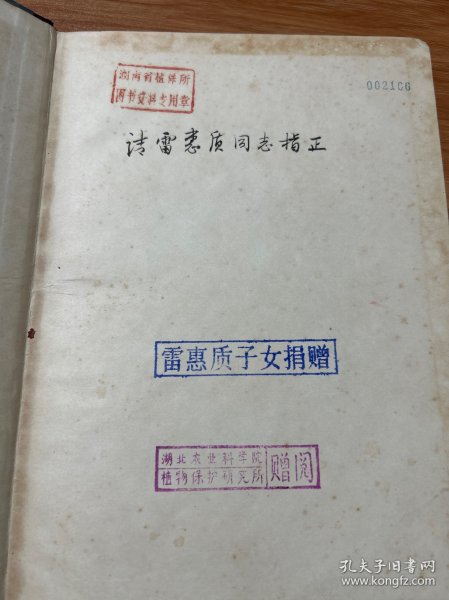 湖南省植保所
图书资料专用章
002106
请雷惠质同志指正
雷惠质子女捐赠
湖北农业科学院
植物保护研究所
赠阅
孔夫子旧书网
www.kongfz.com